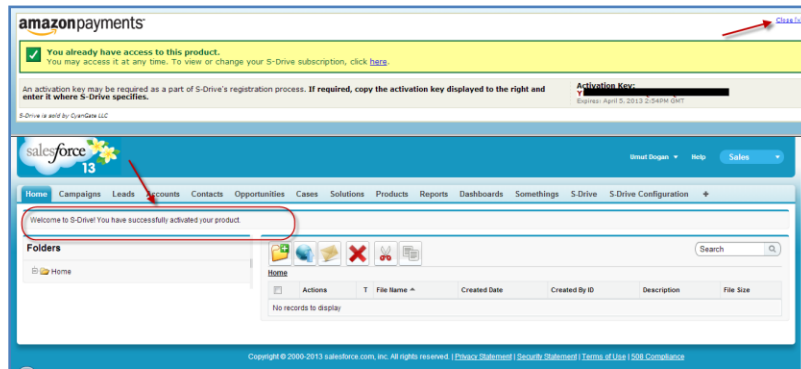 amazonpayments
Close
You already have access to this product.
You may access it at any time. To view or change your S-Drive subscription, click here.
An activation key may be required as a part of S-Drive's registration process. If required, copy the activation key displayed to the right and
enter it where S-Drive specifies.
Activation Key:
Expires: April 5, 2013 2:54PM GMT
S-Drive is sold by CyanGate LLC
salesforce
13
Umut Dogan Help Sales
Home Campaigns Leads Accounts Contacts Opportunities Cases Solutions Products Reports Dashboards Somethings S-Drive S-Drive Configuration +
Welcome to S-Drive! You have successfully activated your product.
Folders
Home
Search
Home
Actions T File Name Created Date Created By ID Description File Size
No records to display
Copyright © 2000-2013 salesforce.com, inc. All rights reserved. | Privacy Statement | Security Statement | Terms of Use | 508 Compliance